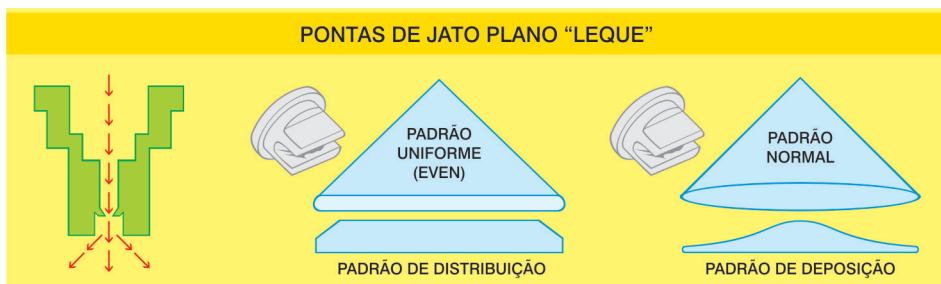 PONTAS DE JATO PLANO “LEQUE”
PADRÃO
UNIFORME
(EVEN)
PADRÃO DE DISTRIBUIÇÃO
PADRÃO
NORMAL
PADRÃO DE DEPOSIÇÃO